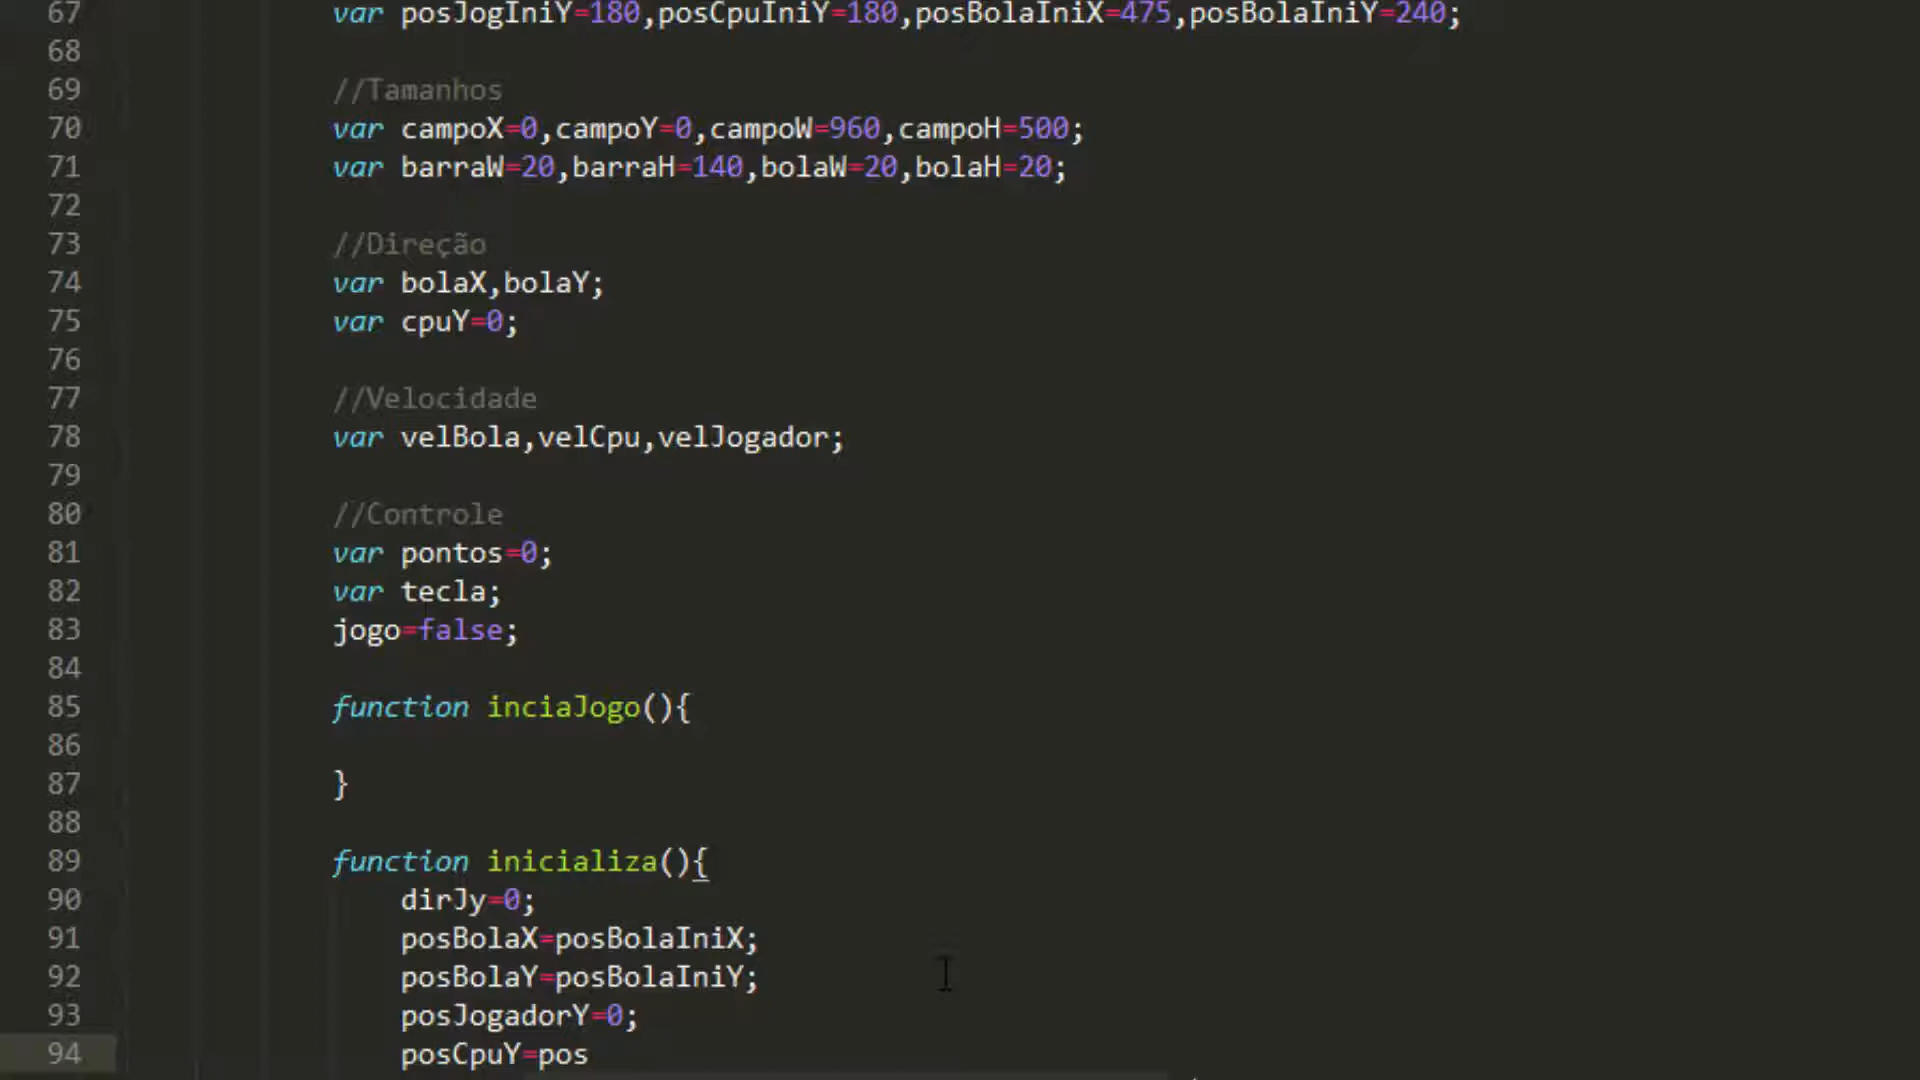 67 var posJogIniY=180,posCpuIniY=180,posBolaIniX=475,posBolaIniY=240;
68
69 //Tamanhos
70 var campoX=0,campoY=0,campoW=960,campoH=500;
71 var barraW=20,barraH=140,bolaW=20,bolaH=20;
72
73 //Direção
74 var bolaX,bolaY;
75 var cpuY=0;
76
77 //Velocidade
78 var velBola,velCpu,velJogador;
79
80 //Controle
81 var pontos=0;
82 var tecla;
83 jogo=false;
84
85 function inciaJogo(){
86
87 }
88
89 function inicializa(){
90 dirJy=0;
91 posBolaX=posBolaIniX;
92 posBolaY=posBolaIniY;
93 posJogadorY=0;
94 posCpuY=pos